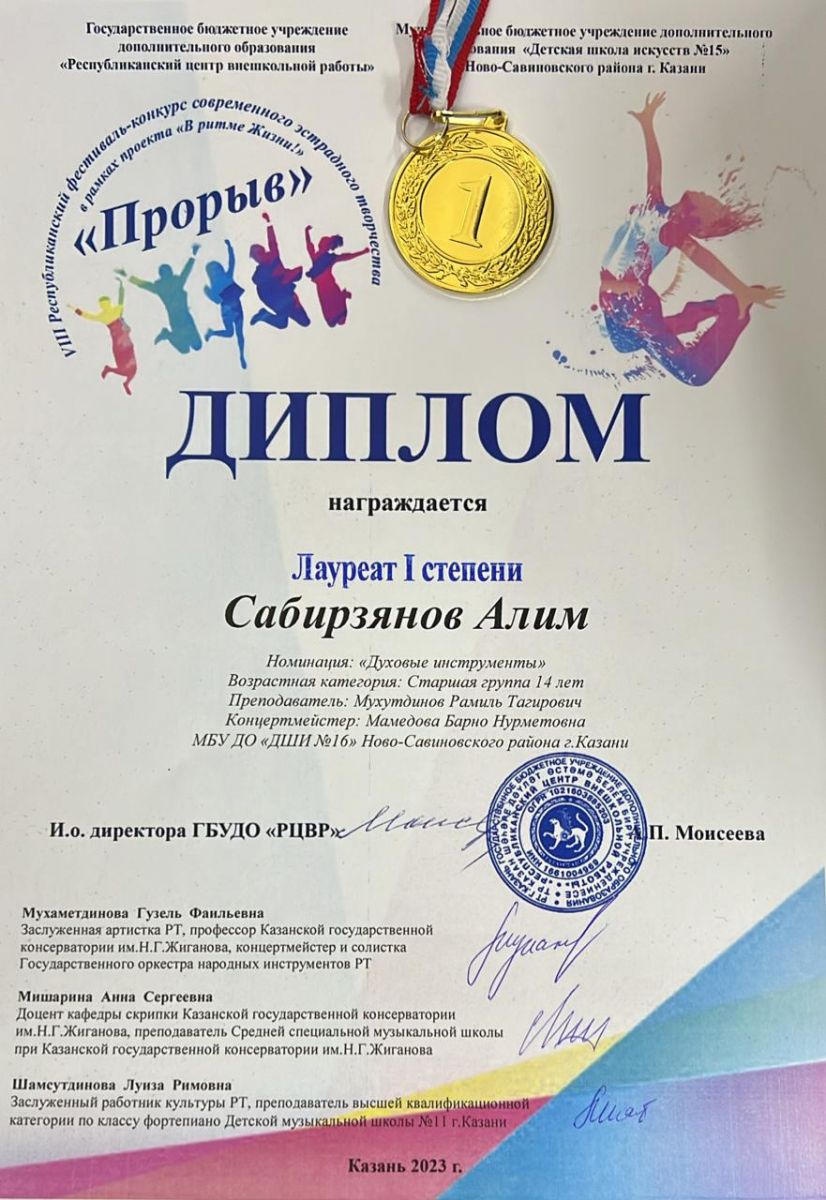 Государственное бюджетное учреждение
дополнительного образования
«Республиканский центр внешкольной работы»
ное бюджетное учреждение дополнительного
ования «Детская школа искусств №15»
Ново-Савиновского района г. Казани
VIII Республиканский фестиваль-конкурс современного эстрадного творчества
в рамках проекта «В ритме Жизни!»
«Прорыв»
1
ДИПЛОМ
награждается
Лауреат I степени
Сабирзянов Алим
Номинация: «Духовые инструменты»
Возрастная категория: Старшая группа 14 лет
Преподаватель: Мухутдинов Рамиль Тагирович
Концертмейстер: Мамедова Барно Нурметовна
МБУ ДО «ДШИ №16» Ново-Савиновского района г.Казани
И.о. директора ГБУДО «РЦВР»
А.П. Моисеева
Мухаметдинова Гузель Фаильевна
Заслуженная артистка РТ, профессор Казанской государственной
консерватории им.Н.Г.Жиганова, концертмейстер и солистка
Государственного оркестра народных инструментов РТ
Мишарина Анна Сергеевна
Доцент кафедры скрипки Казанской государственной консерватории
им.Н.Г.Жиганова, преподаватель Средней специальной музыкальной школы
при Казанской государственной консерватории им.Н.Г.Жиганова
Шамсутдинова Луиза Римовна
Заслуженный работник культуры РТ, преподаватель высшей квалификационной
категории по классу фортепиано Детской музыкальной школы №11 г.Казани
Казань 2023 г.